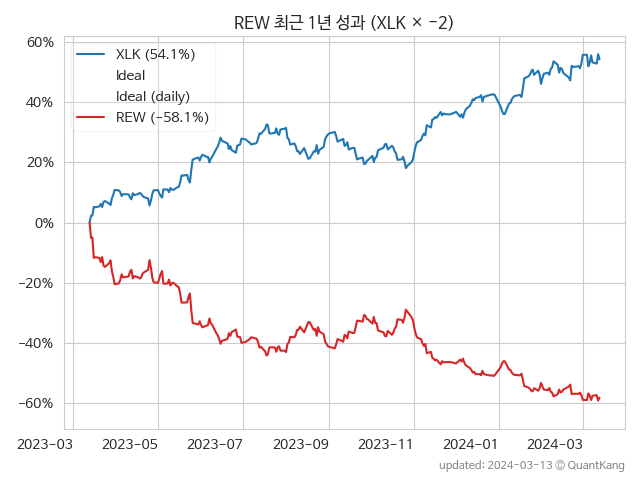 REW 최근 1년 성과 (XLK × −2)
60%
40%
20%
0%
−20%
−40%
−60%
XLK (54.1%)
Ideal
Ideal (daily)
REW (−58.1%)
2023−03
2023−05
2023−07
2023−09
2023−11
2024−01
2024−03
updated: 2024-03-13 © QuantKang